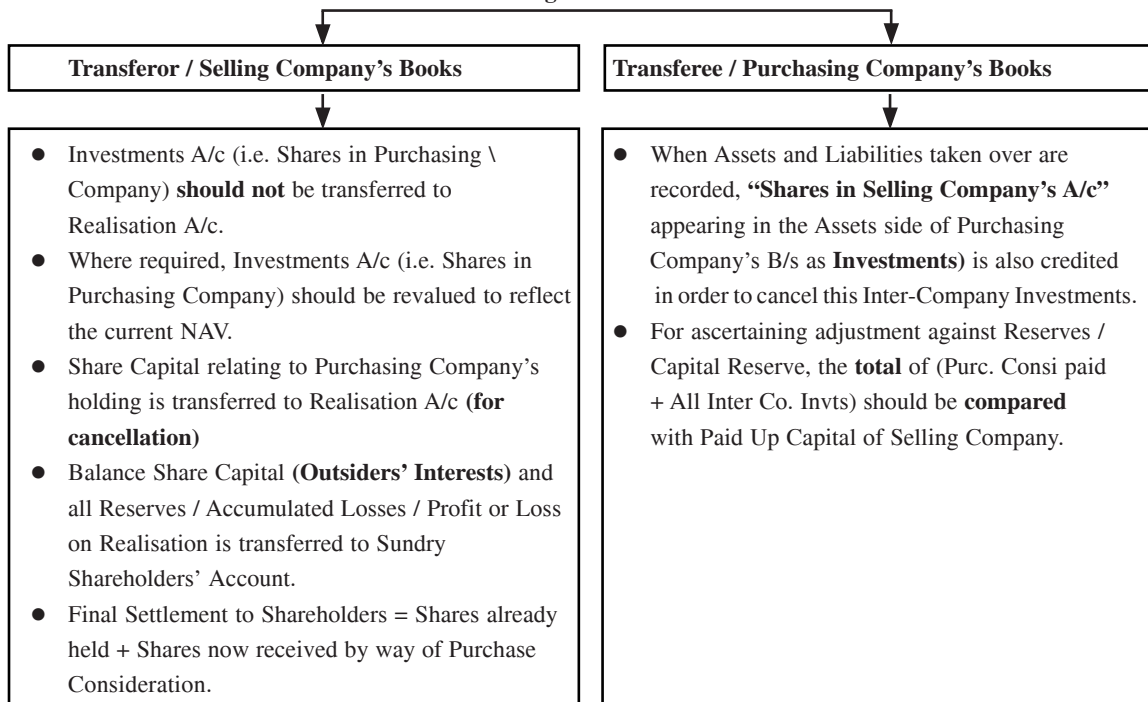 Transferor / Selling Company's Books
Transferee / Purchasing Company's Books
● Investments A/c (i.e. Shares in Purchasing \
Company) should not be transferred to
Realisation A/c.
● Where required, Investments A/c (i.e. Shares in
Purchasing Company) should be revalued to reflect
the current NAV.
● Share Capital relating to Purchasing Company's
holding is transferred to Realisation A/c (for
cancellation)
● Balance Share Capital (Outsiders' Interests) and
all Reserves / Accumulated Losses / Profit or Loss
on Realisation is transferred to Sundry
Shareholders' Account.
● Final Settlement to Shareholders = Shares already
held + Shares now received by way of Purchase
Consideration.
● When Assets and Liabilities taken over are
recorded, “Shares in Selling Company's A/c”
appearing in the Assets side of Purchasing
Company's B/s as Investments) is also credited
in order to cancel this Inter-Company Investments.
● For ascertaining adjustment against Reserves /
Capital Reserve, the total of (Purc. Consi paid
+ All Inter Co. Invts) should be compared
with Paid Up Capital of Selling Company.